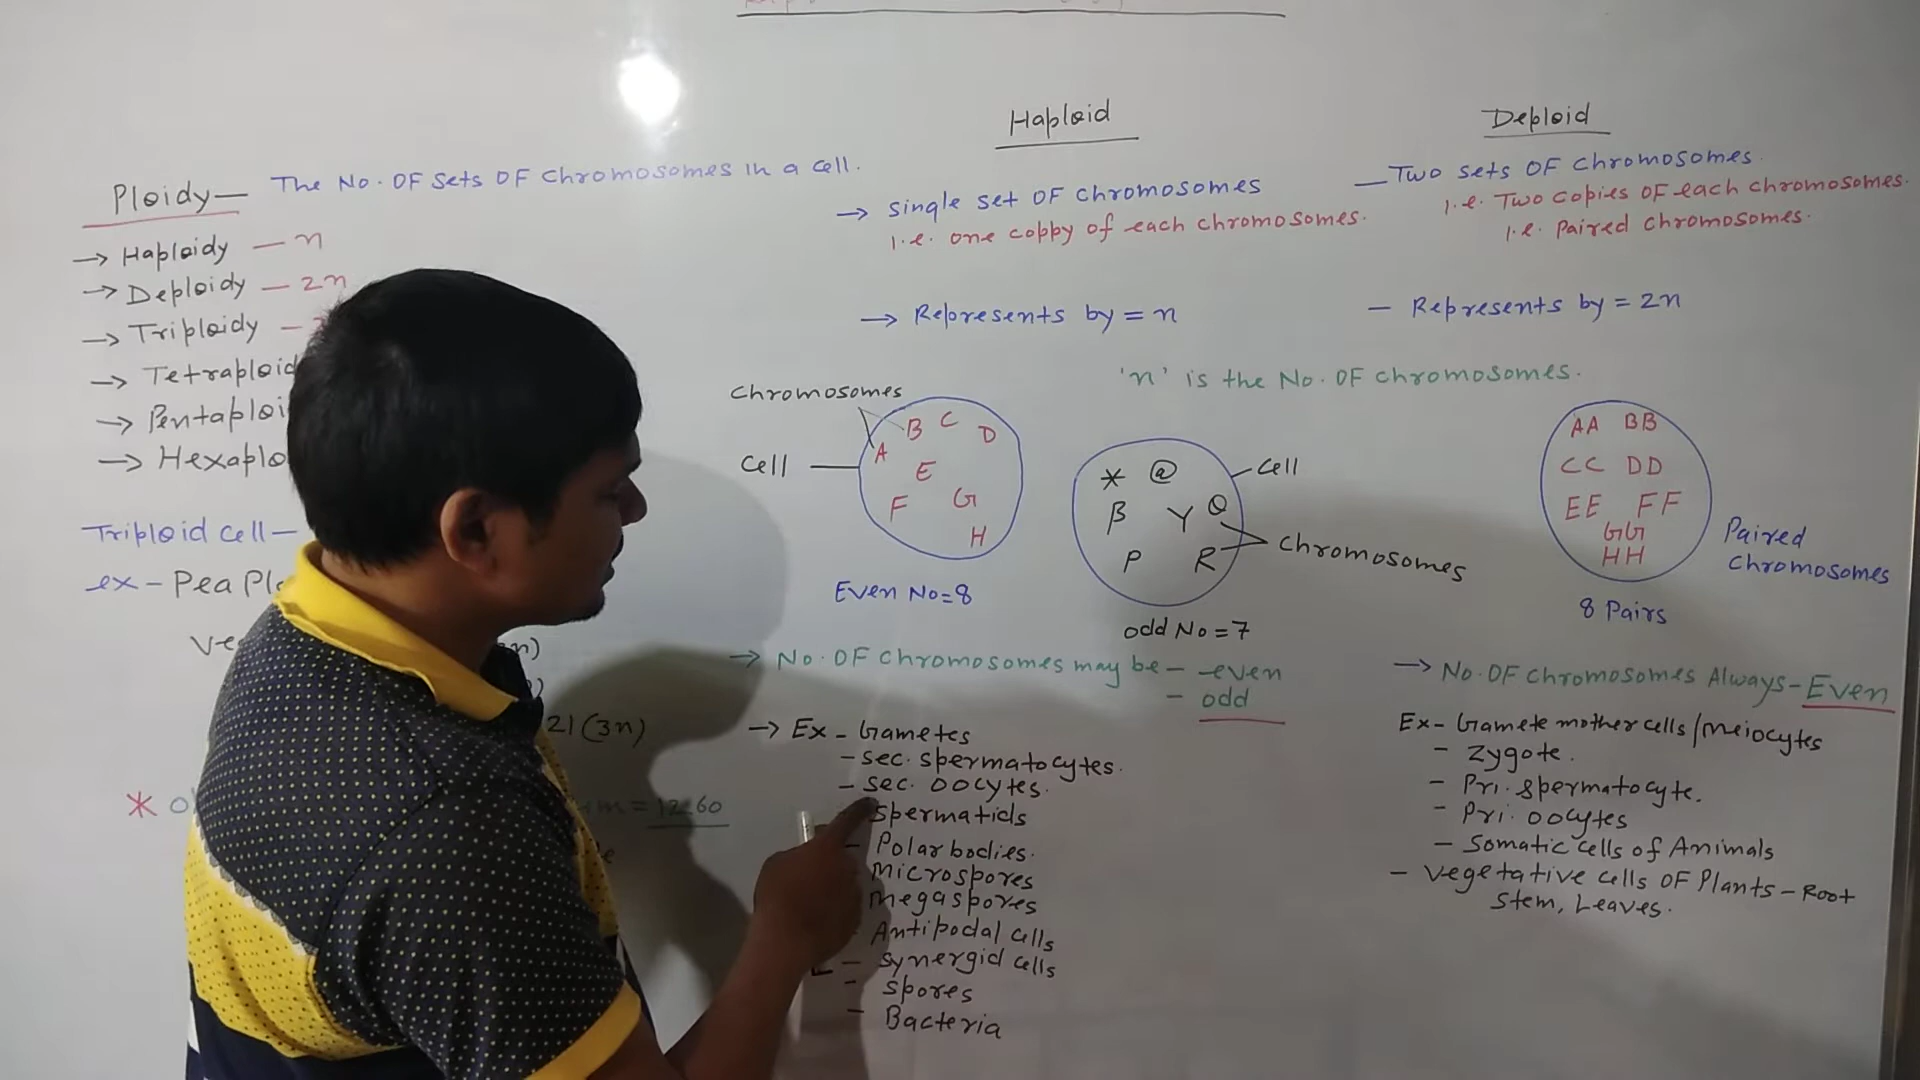 Ploidy— The No. OF sets OF chromosomes in a cell.
→ Haploidy — n
→ Deploidy — 2n
→ Triploidy —
→ Tetraploid
→ Pentaploi
→ Hexaplo
Triploid cell—
ex- Pea Pl
21 (3n)
* = 1260
Haploid
→ single set OF chromosomes
i.e. one coppy of each chromosomes.
→ Represents by = n
Deploid
— Two sets OF chromosomes.
i.e. Two copies OF each chromosomes.
i.e. Paired chromosomes.
— Represents by = 2n
'n' is the No. OF chromosomes.
chromosomes
cell
A B C D
E
F G
H
Even No = 8
* @
β Y Q
P R
cell
chromosomes
odd No = 7
AA BB
CC DD
EE FF
GG
HH
Paired
chromosomes
8 Pairs
→ No. OF chromosomes may be - even
- odd
→ Ex - Gametes
- sec. spermatocytes.
- sec. oocytes.
spermatids
- Polar bodies.
Microspores
megaspores
Antipodal cells
- synergid cells
- spores
- Bacteria
→ No. OF chromosomes Always - Even
Ex- Gamete mother cells/meiocytes
- Zygote.
- Pri. spermatocyte.
- Pri. oocytes
- Somatic cells of Animals
- vegetative cells OF Plants - Root
stem, Leaves.